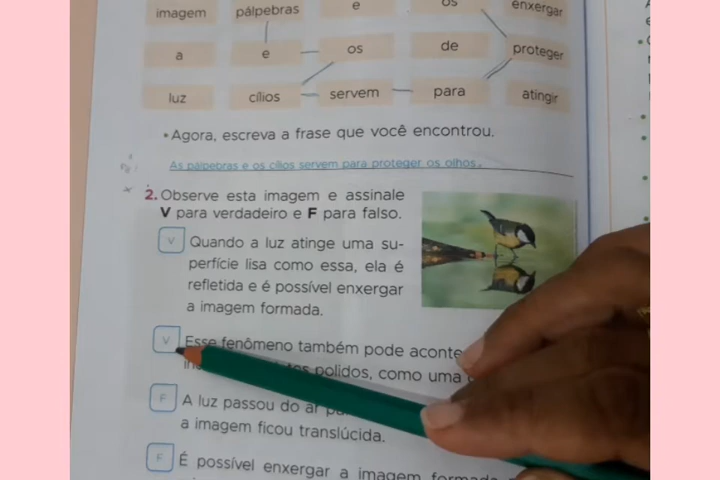 imagem pálpebras e os enxergar
a e os de proteger
luz cílios servem para atingir
• Agora, escreva a frase que você encontrou.
As pálpebras e os cílios servem para proteger os olhos.
2. Observe esta imagem e assinale
V para verdadeiro e F para falso.
V Quando a luz atinge uma su-
perfície lisa como essa, ela é
refletida e é possível enxergar
a imagem formada.
V Esse fenômeno também pode aconte
polidos, como uma
F A luz passou do ar
a imagem ficou translúcida.
F É possível enxergar a imagem